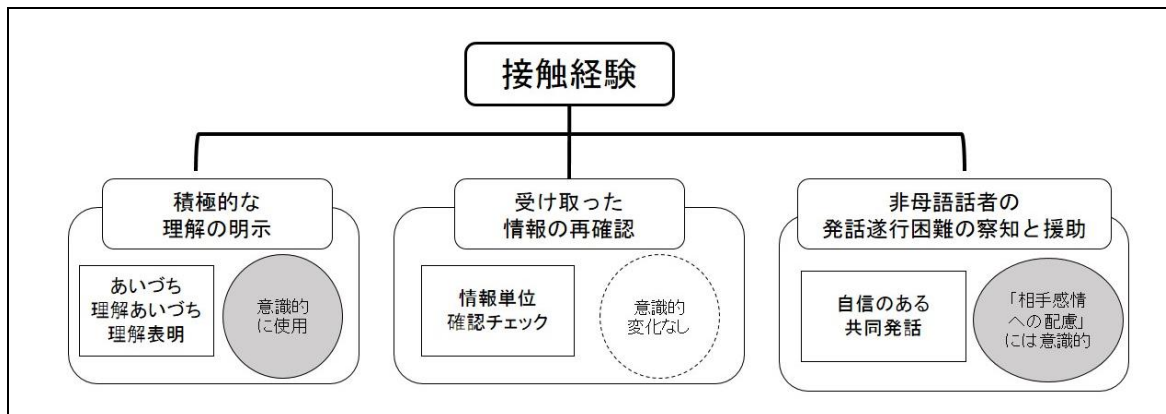 接触経験
積極的な
理解の明示
あいづち
理解あいづち
理解表明
意識的
に使用
受け取った
情報の再確認
情報単位
確認チェック
意識的
変化なし
非母語話者の
発話遂行困難の察知と援助
自信のある
共同発話
「相手感情
への配慮」
には意識的